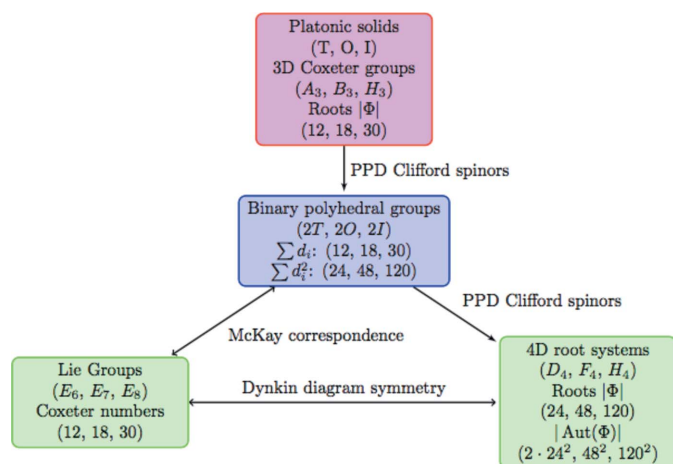 Platonic solids
(T, O, I)
3D Coxeter groups
(A₃, B₃, H₃)
Roots |Φ|
(12, 18, 30)
PPD Clifford spinors
Binary polyhedral groups
(2T, 2O, 2I)
∑ dᵢ: (12, 18, 30)
∑ dᵢ²: (24, 48, 120)
PPD Clifford spinors
McKay correspondence
Lie Groups
(E₆, E₇, E₈)
Coxeter numbers
(12, 18, 30)
Dynkin diagram symmetry
4D root systems
(D₄, F₄, H₄)
Roots |Φ|
(24, 48, 120)
| Aut(Φ)|
(2 · 24², 48², 120²)